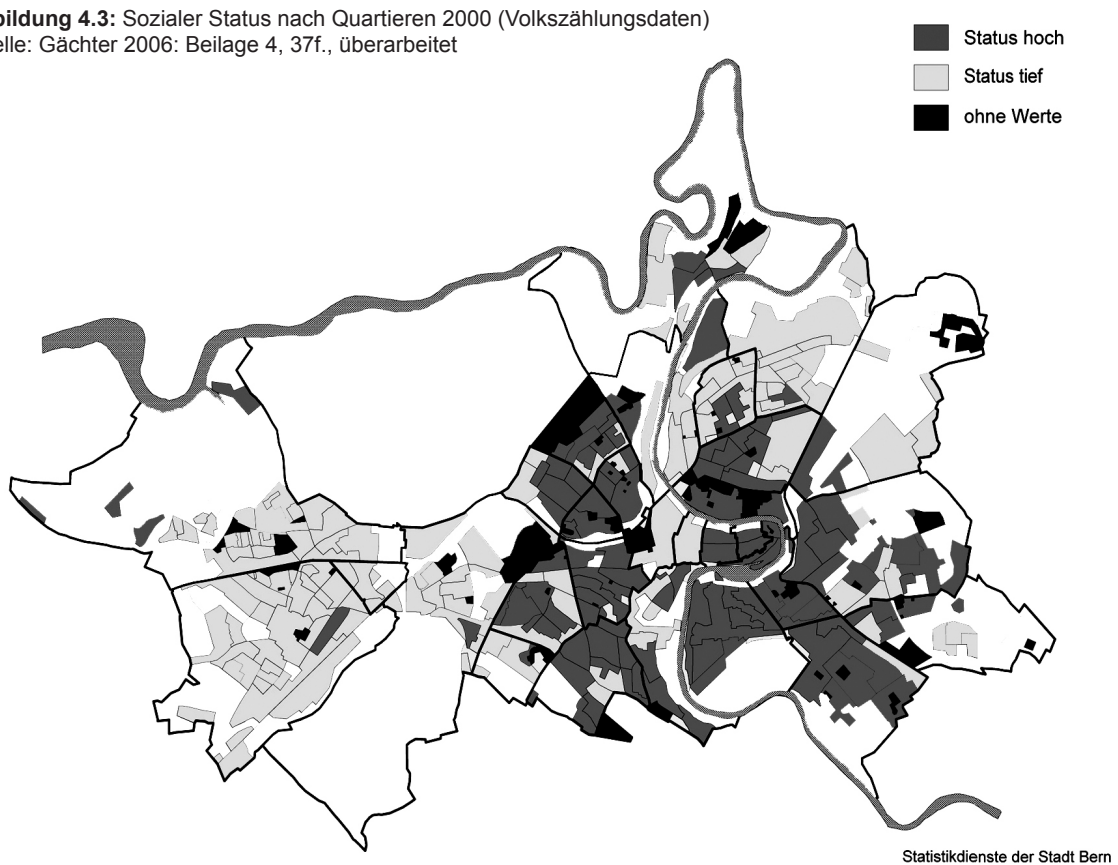 bildung 4.3: Sozialer Status nach Quartieren 2000 (Volkszählungsdaten)
elle: Gächter 2006: Beilage 4, 37f., überarbeitet
Status hoch
Status tief
ohne Werte
Statistikdienste der Stadt Bern